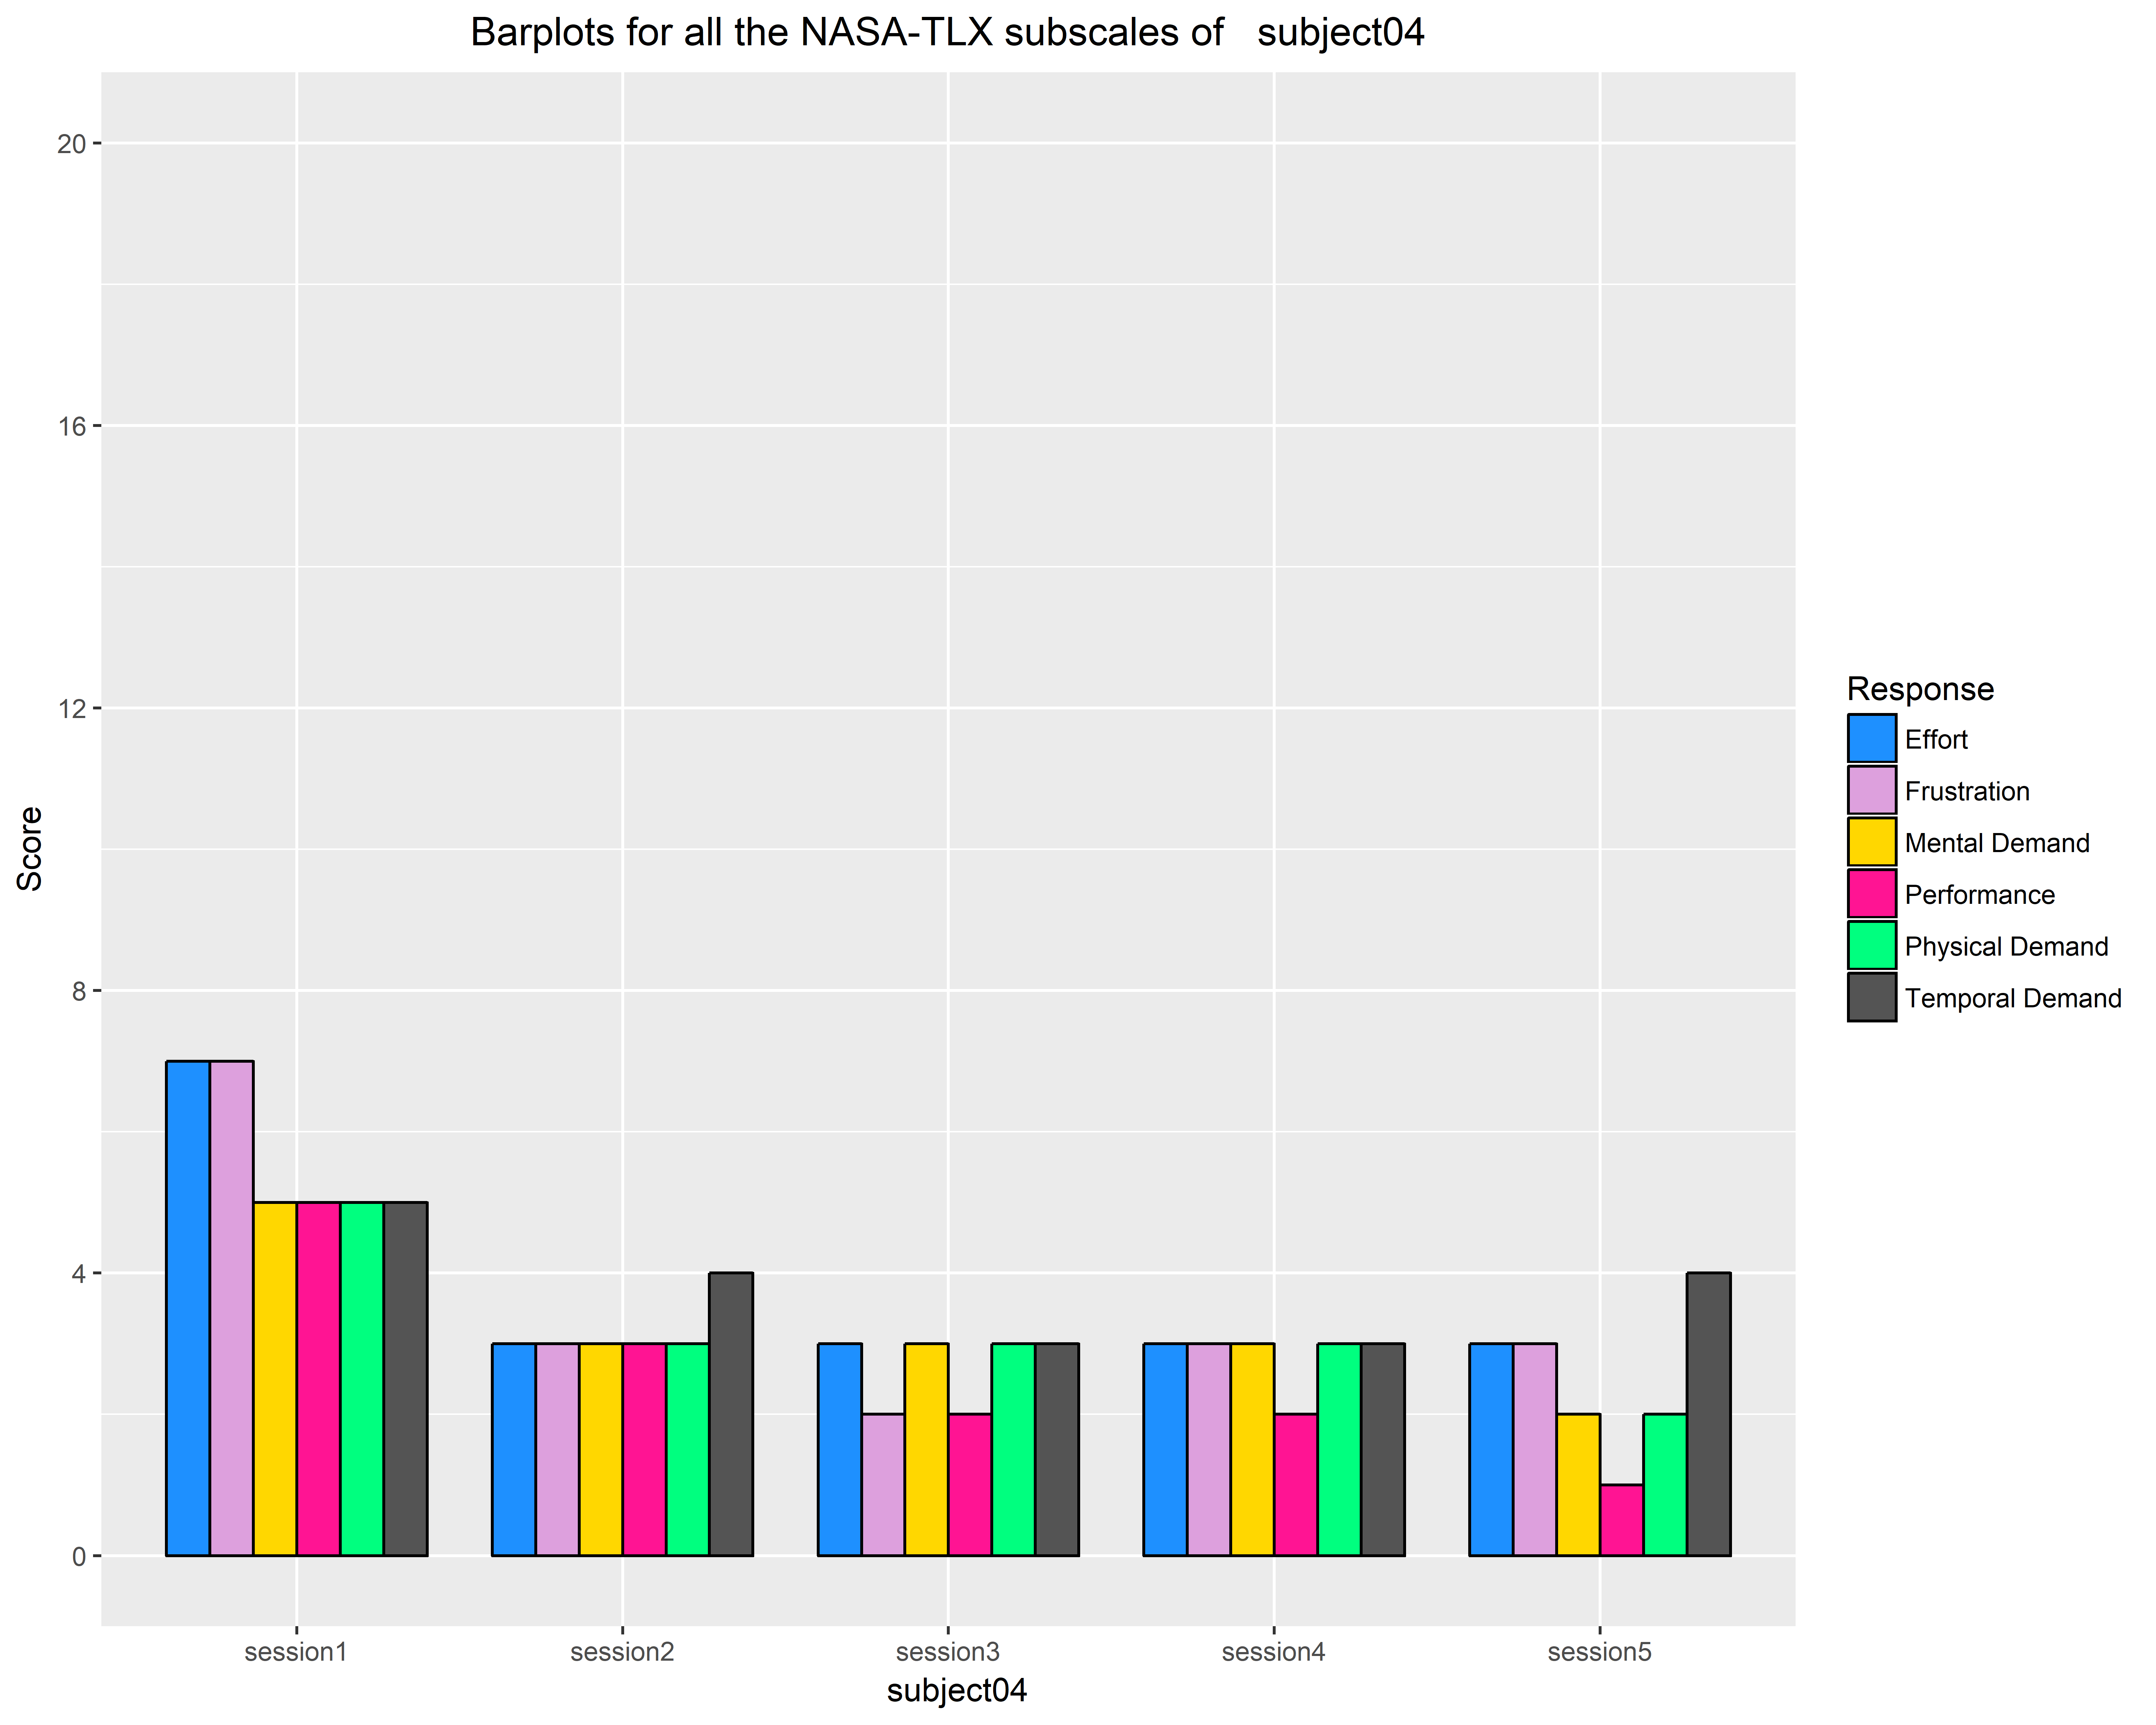 Barplots for all the NASA-TLX subscales of   subject04
20
16
12
8
4
0
Score
session1
session2
session3
session4
session5
subject04
Response
Effort
Frustration
Mental Demand
Performance
Physical Demand
Temporal Demand